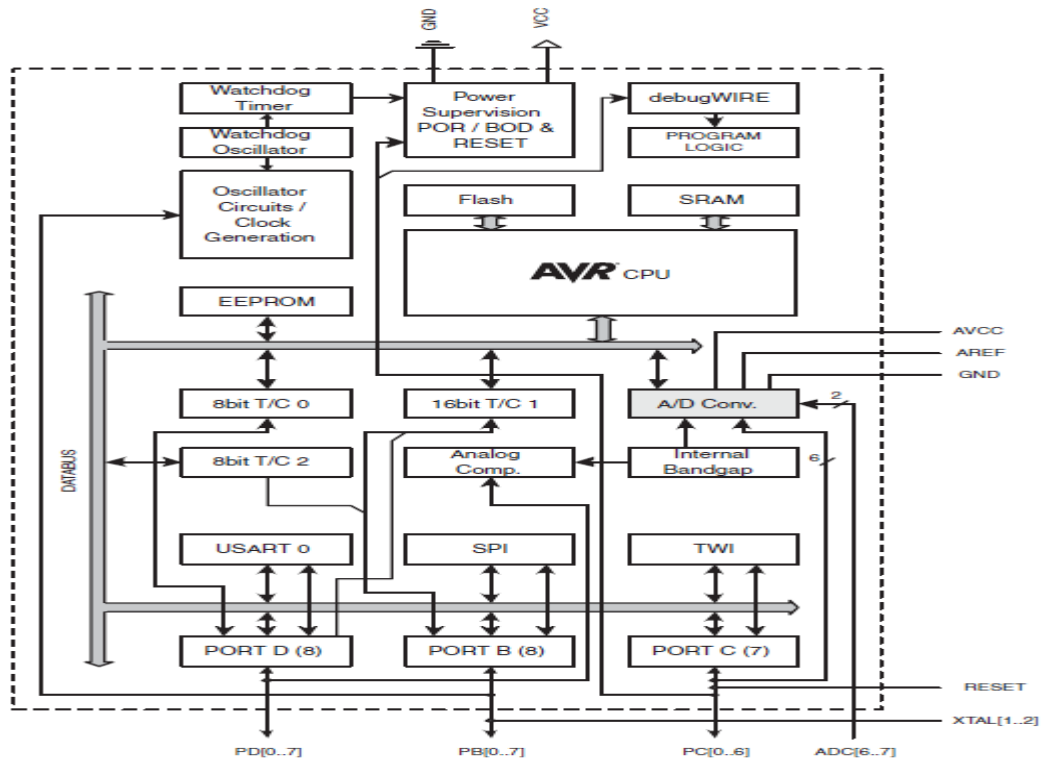 GND
VCC
Watchdog
Timer
Power
Supervision
POR / BOD &
RESET
debugWIRE
Watchdog
Oscillator
PROGRAM
LOGIC
Oscillator
Circuits /
Clock
Generation
Flash
SRAM
AVR CPU
EEPROM
AVCC
AREF
GND
8bit T/C 0
16bit T/C 1
A/D Conv.
2
8bit T/C 2
Analog
Comp.
Internal
Bandgap
6
DATABUS
USART 0
SPI
TWI
PORT D (8)
PORT B (8)
PORT C (7)
RESET
XTAL[1..2]
PD[0..7]
PB[0..7]
PC[0..6]
ADC[6..7]